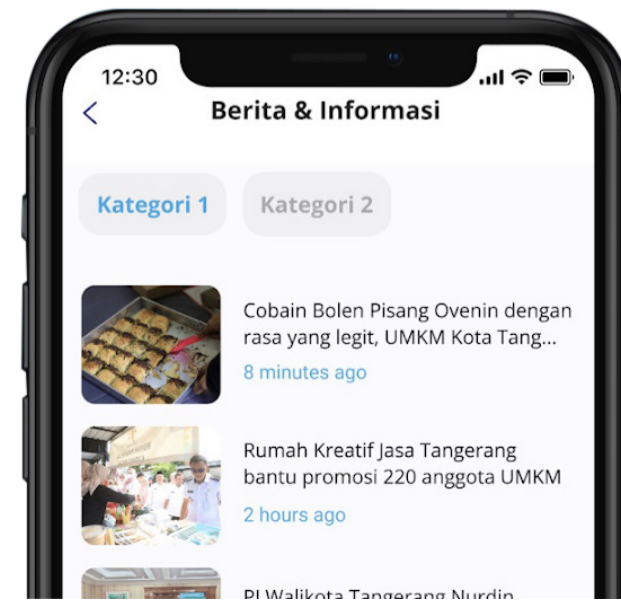 12:30
Berita & Informasi
Kategori 1
Kategori 2
Cobain Bolen Pisang Ovenin dengan
rasa yang legit, UMKM Kota Tang...
8 minutes ago
Rumah Kreatif Jasa Tangerang
bantu promosi 220 anggota UMKM
2 hours ago
PJ Walikota Tangerang Nurdin